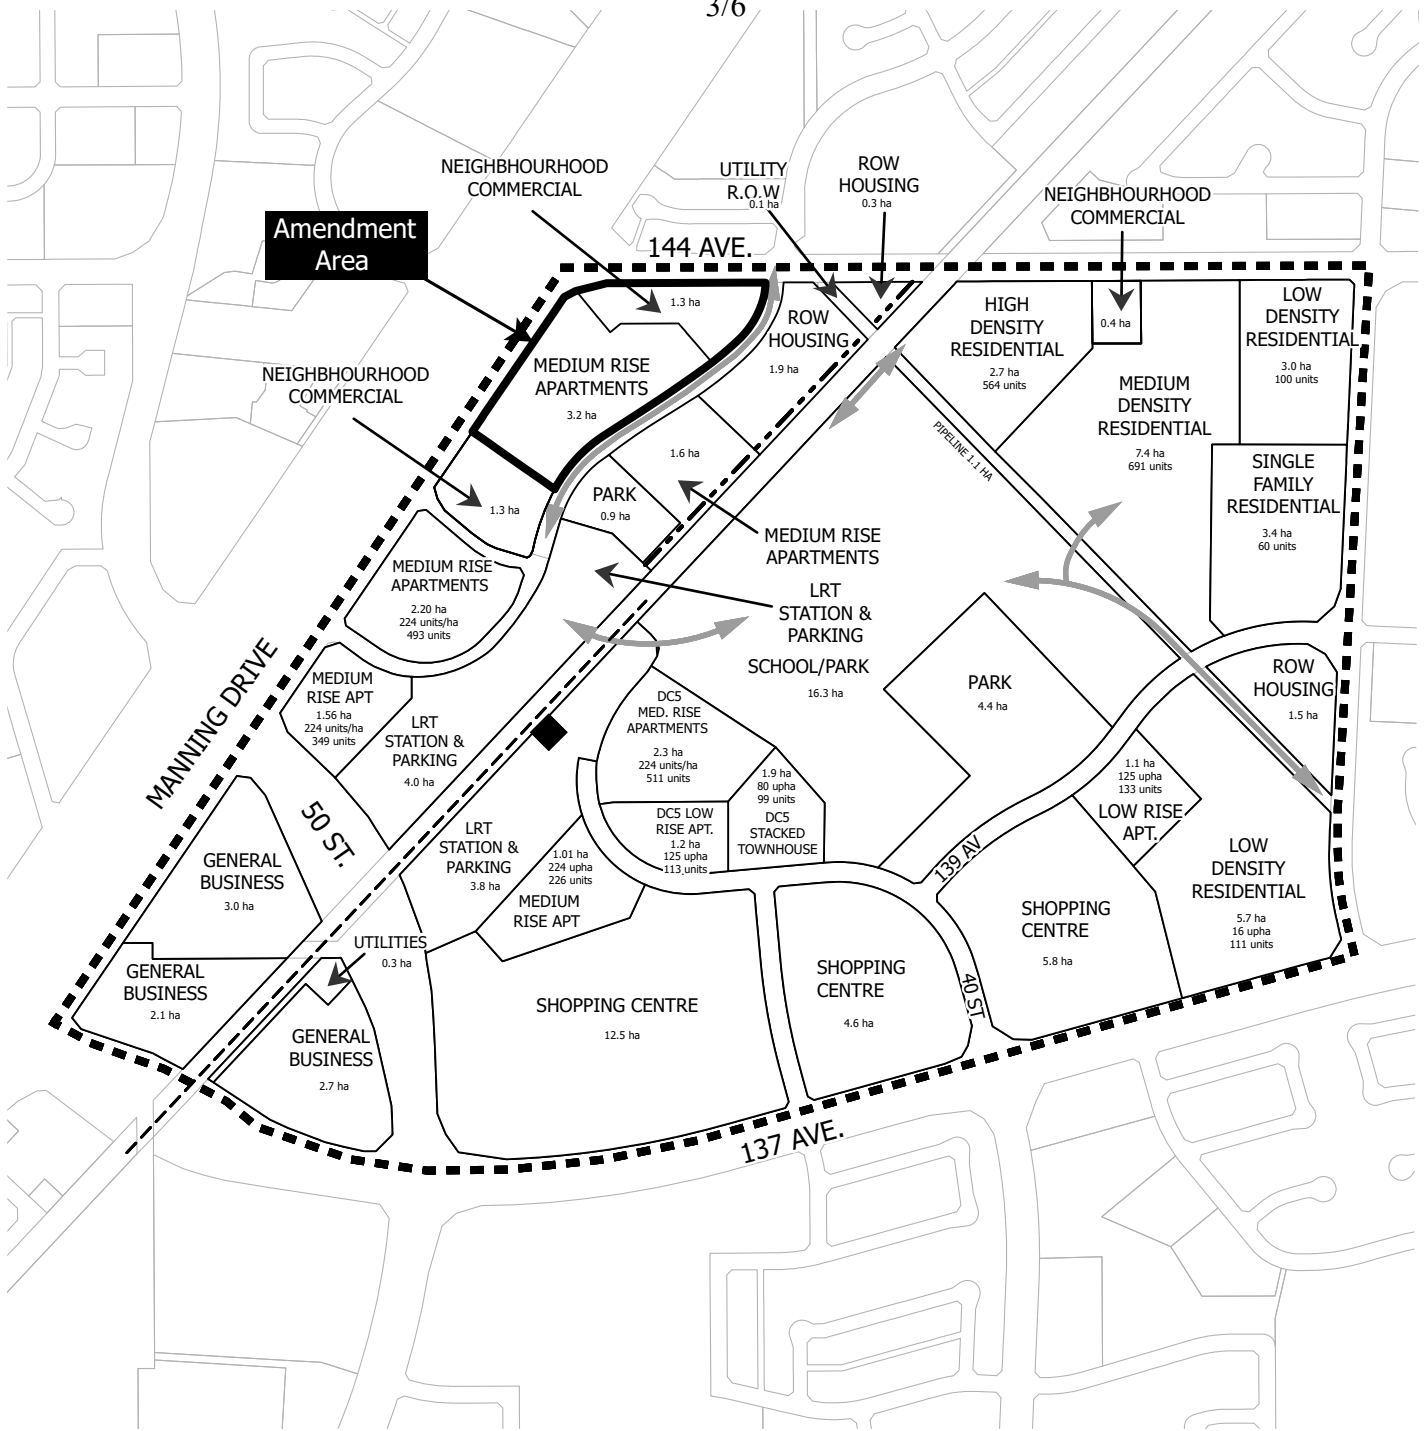 3/6
NEIGHBHOURHOOD
COMMERCIAL
UTILITY
R.O.W
0.1 ha
ROW
HOUSING
0.3 ha
NEIGHBHOURHOOD
COMMERCIAL
Amendment
Area
144 AVE.
1.3 ha
MEDIUM RISE
APARTMENTS
3.2 ha
ROW
HOUSING
1.9 ha
HIGH
DENSITY
RESIDENTIAL
2.7 ha
564 units
0.4 ha
LOW
DENSITY
RESIDENTIAL
3.0 ha
100 units
MEDIUM
DENSITY
RESIDENTIAL
7.4 ha
691 units
NEIGHBHOURHOOD
COMMERCIAL
1.3 ha
1.6 ha
PARK
0.9 ha
PIPELINE 1.1 HA
SINGLE
FAMILY
RESIDENTIAL
3.4 ha
60 units
MEDIUM RISE
APARTMENTS
MEDIUM RISE
APARTMENTS
2.20 ha
224 units/ha
493 units
LRT
STATION &
PARKING
SCHOOL/PARK
16.3 ha
PARK
4.4 ha
ROW
HOUSING
1.5 ha
MANNING DRIVE
MEDIUM
RISE APT
1.56 ha
224 units/ha
349 units
LRT
STATION &
PARKING
4.0 ha
DC5
MED. RISE
APARTMENTS
2.3 ha
224 units/ha
511 units
1.9 ha
80 upha
99 units
DC5
STACKED
TOWNHOUSE
1.1 ha
125 upha
133 units
LOW RISE
APT.
50 ST.
DC5 LOW
RISE APT.
1.2 ha
125 upha
113 units
LRT
STATION &
PARKING
3.8 ha
1.01 ha
224 upha
226 units
MEDIUM
RISE APT
139 AV
LOW
DENSITY
RESIDENTIAL
5.7 ha
16 upha
111 units
GENERAL
BUSINESS
3.0 ha
SHOPPING
CENTRE
5.8 ha
UTILITIES
0.3 ha
GENERAL
BUSINESS
2.1 ha
SHOPPING CENTRE
12.5 ha
SHOPPING
CENTRE
4.6 ha
40 ST
GENERAL
BUSINESS
2.7 ha
137 AVE.